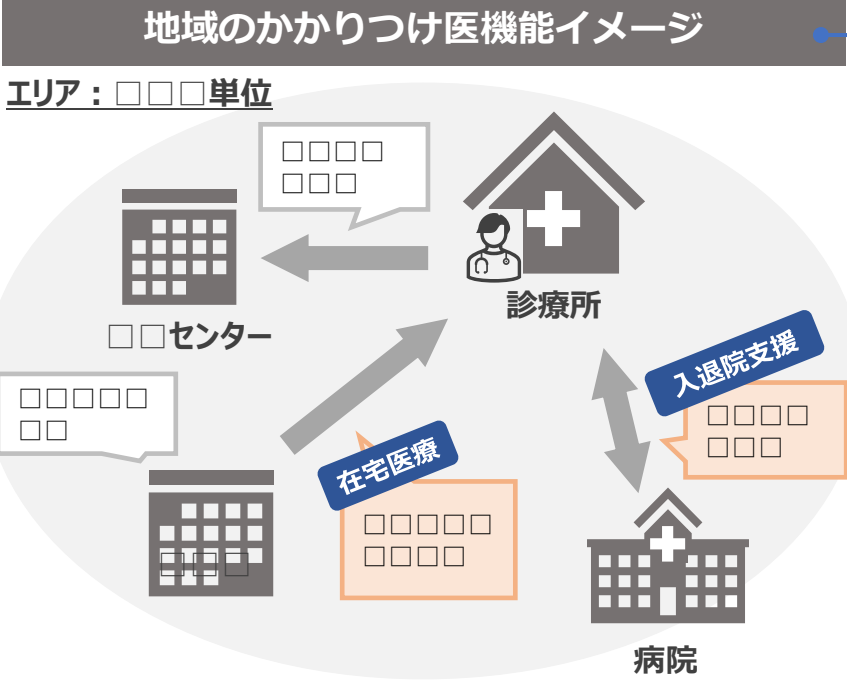 地域のかかりつけ医機能イメージ
エリア：□□□単位
□□□□
□□□
診療所
□□センター
入退院支援
□□□□
□□□
□□□□□
□□
在宅医療
□□□□□
□□□□
□□□
病院